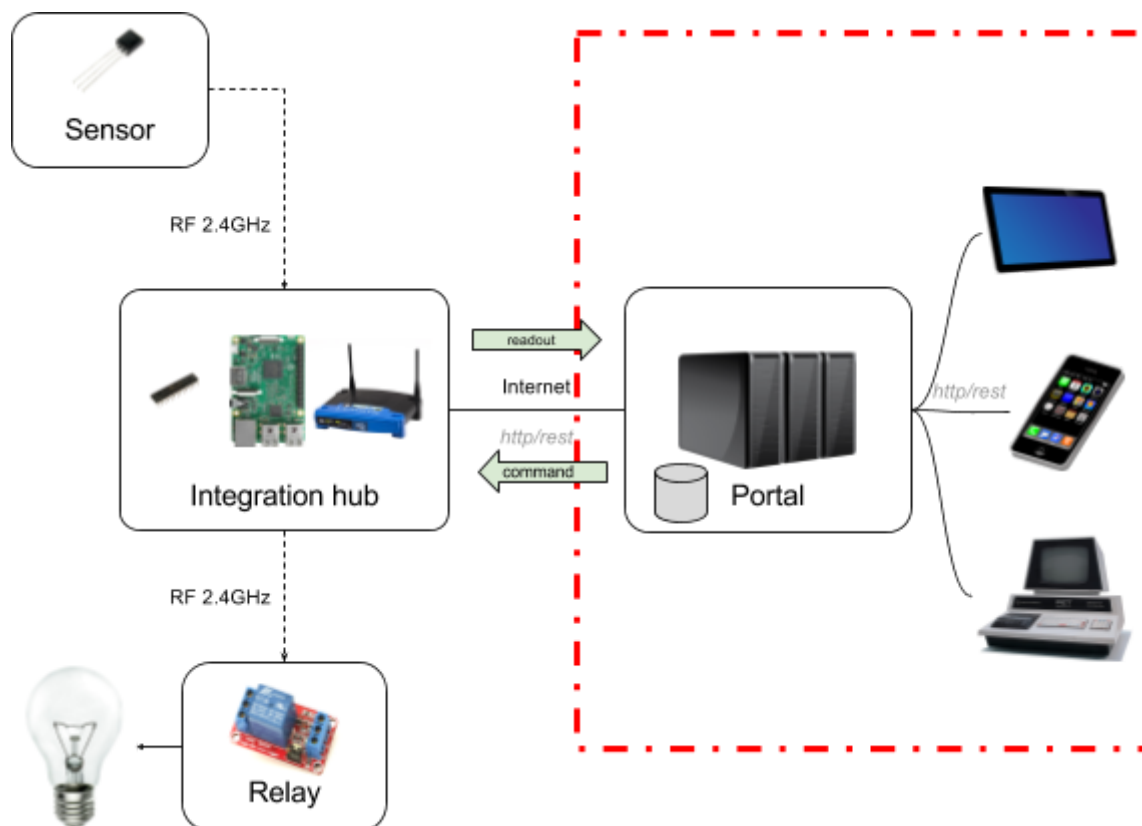 Sensor
RF 2.4GHz
readout
Internet
http/rest
command
Integration hub
Portal
http/rest
RF 2.4GHz
Relay